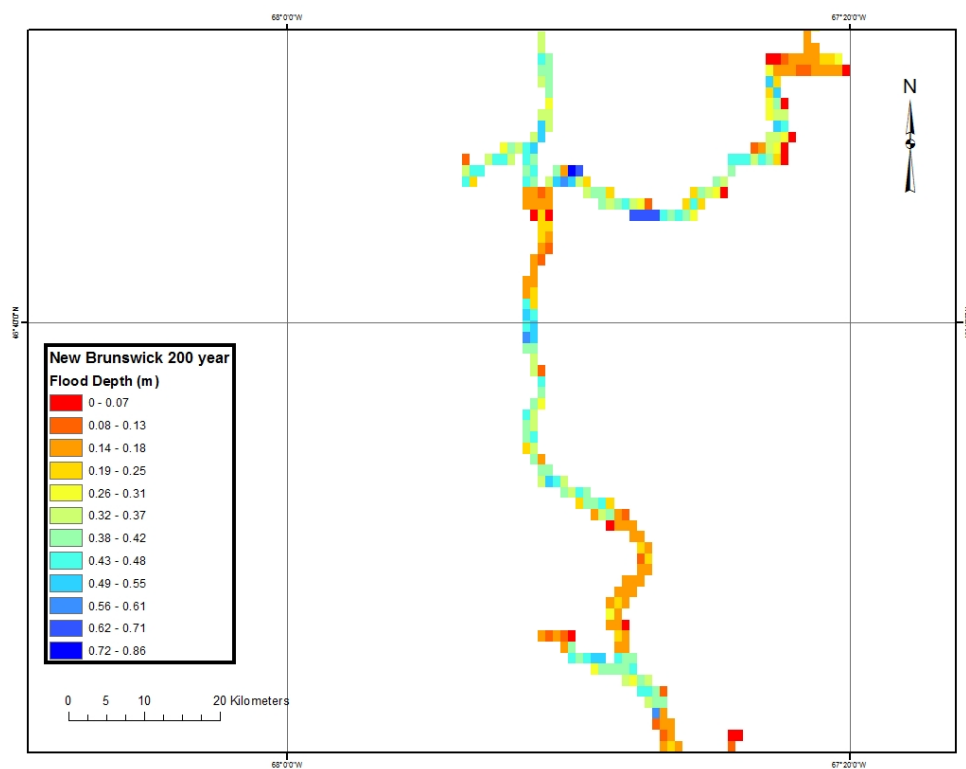 68°0'0"W
67°20'0"W
N
New Brunswick 200 year
Flood Depth (m)
0 - 0.07
0.08 - 0.13
0.14 - 0.18
0.19 - 0.25
0.26 - 0.31
0.32 - 0.37
0.38 - 0.42
0.43 - 0.48
0.49 - 0.55
0.56 - 0.61
0.62 - 0.71
0.72 - 0.86
0 5 10 20 Kilometers
68°0'0"W
67°20'0"W